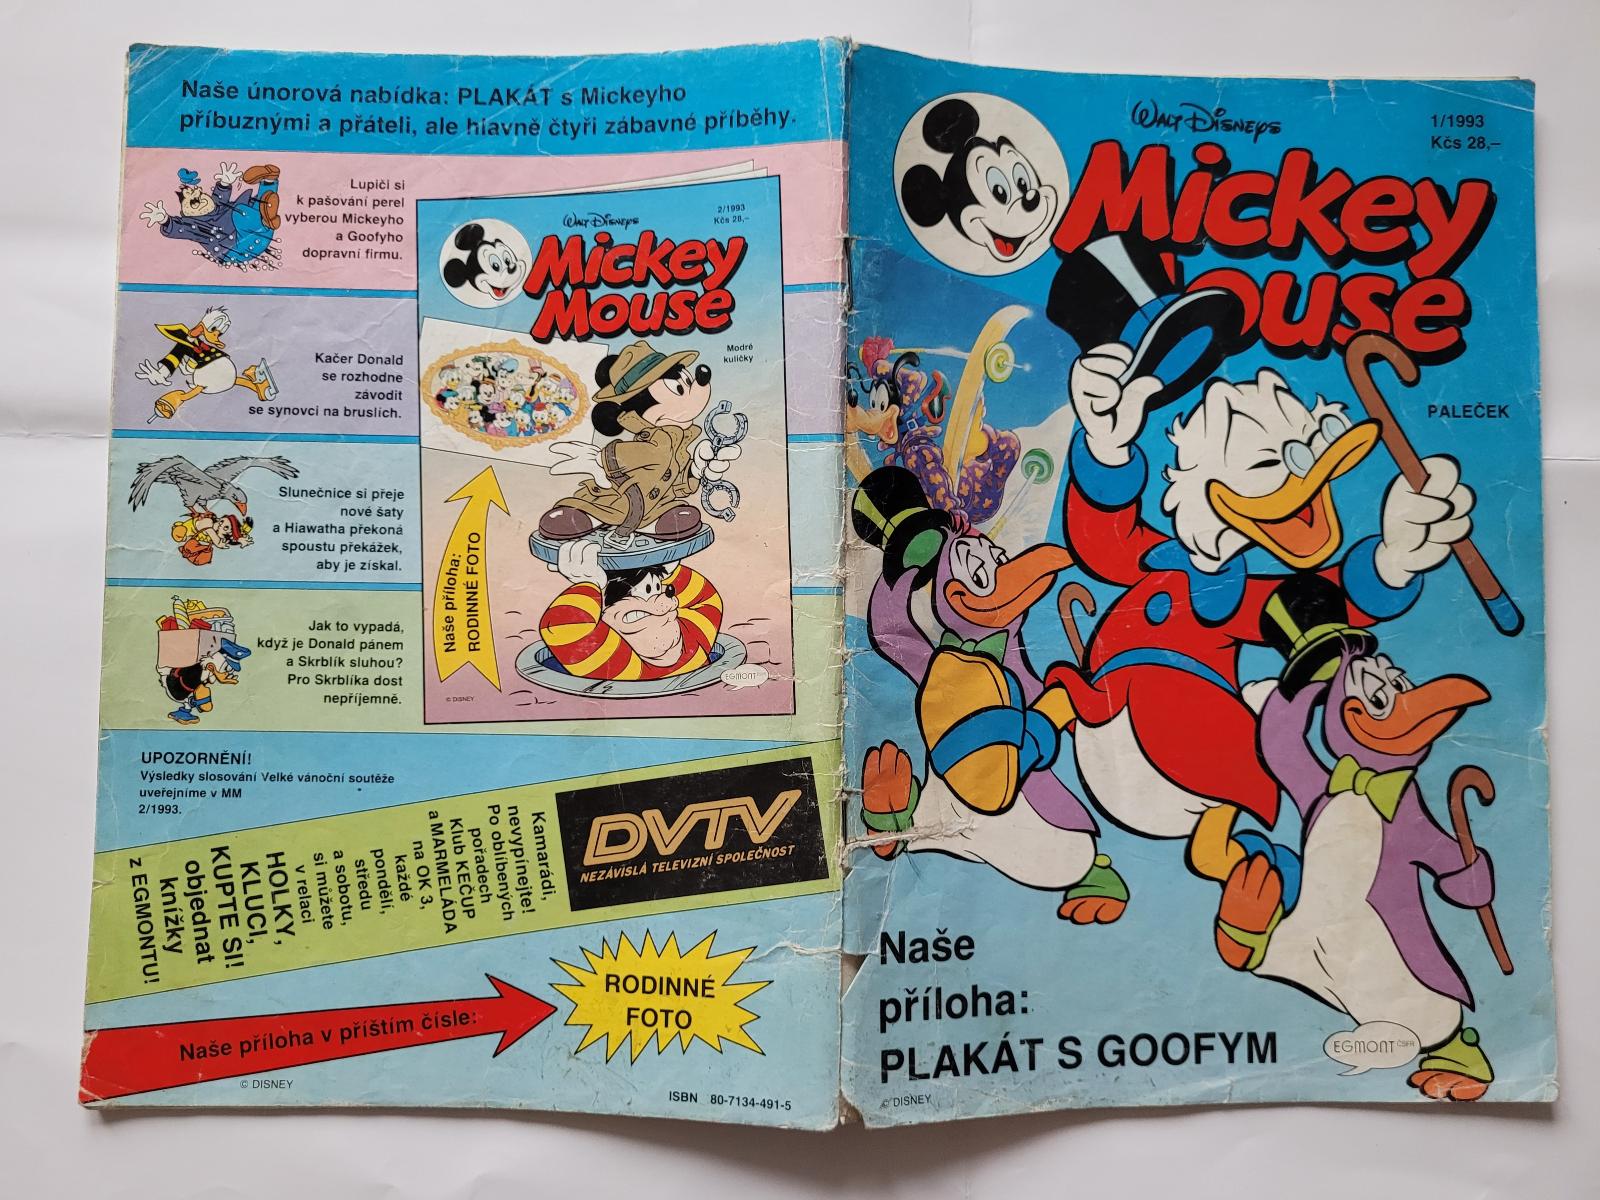 Naše únorová nabídka: PLAKÁT s Mickeyho
příbuznými a přáteli, ale hlavně čtyři zábavné příběhy.
Lupiči si
k pašování perel
vyberou Mickeyho
a Goofyho
dopravní firmu.
Kačer Donald
se rozhodne
závodit
se synovci na bruslích.
Slunečnice si přeje
nové šaty
a Hiawatha překoná
spoustu překážek,
aby je získal.
Jak to vypadá,
když je Donald pánem
a Skrblík sluhou?
Pro Skrblíka dost
nepříjemně.
WALT DISNEYS
2/1993
Kčs 28,–
Mickey
Mouse
Modré
kuličky
Naše příloha:
RODINNÉ FOTO
© DISNEY
EGMONT
UPOZORNĚNÍ!
Výsledky slosování Velké vánoční soutěže
uveřejníme v MM
2/1993.
DVTV
NEZÁVISLÁ TELEVIZNÍ SPOLEČNOST
Kamarádi,
nevypínejte!
Po oblíbených
pořadech
Klub KEČUP
a MARMELÁDA
na OK 3,
každé
pondělí,
středu
a sobotu,
si můžete
v relaci
HOLKY,
KLUCI,
KUPTE SI!
objednat
knížky
z EGMONTU!
Naše příloha v příštím čísle:
RODINNÉ
FOTO
© DISNEY
ISBN 80-7134-491-5
WALT DISNEYS
1/1993
Kčs 28,–
Mickey
ouse
PALEČEK
Naše
příloha:
PLAKÁT S GOOFYM
EGMONT ČSFR
© DISNEY